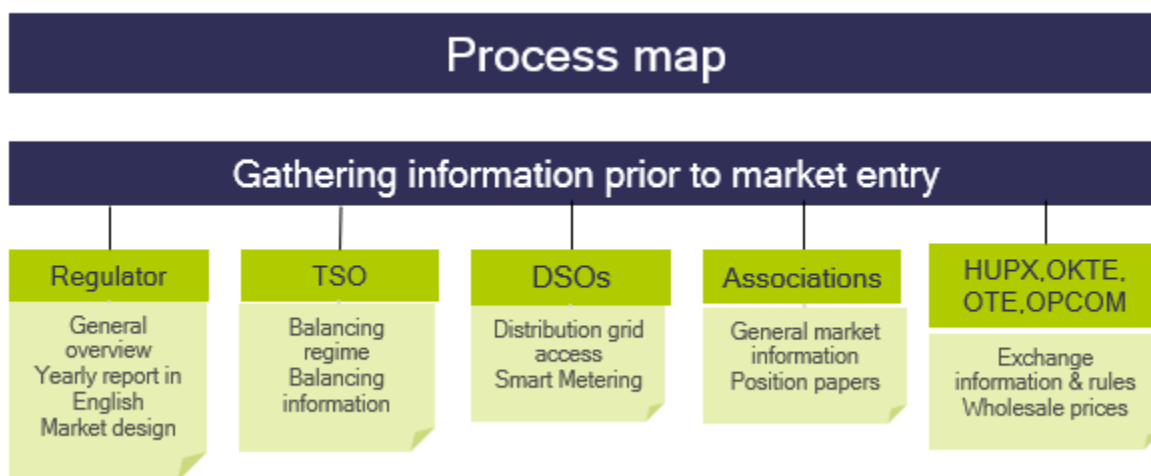 Process map
Gathering information prior to market entry
Regulator
General
overview
Yearly report in
English
Market design
TSO
Balancing
regime
Balancing
information
DSOs
Distribution grid
access
Smart Metering
Associations
General market
information
Position papers
HUPX,OKTE,
OTE,OPCOM
Exchange
information & rules
Wholesale prices